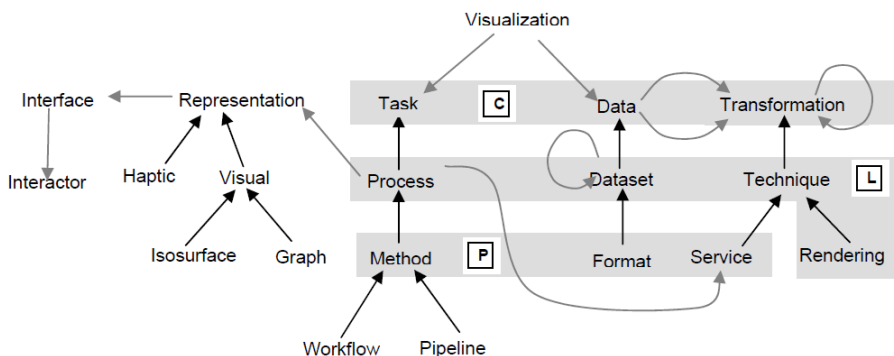 Visualization
Interface
Representation
Task
C
Data
Transformation
Interactor
Haptic
Visual
Process
Dataset
Technique
L
Isosurface
Graph
Method
P
Format
Service
Rendering
Workflow
Pipeline